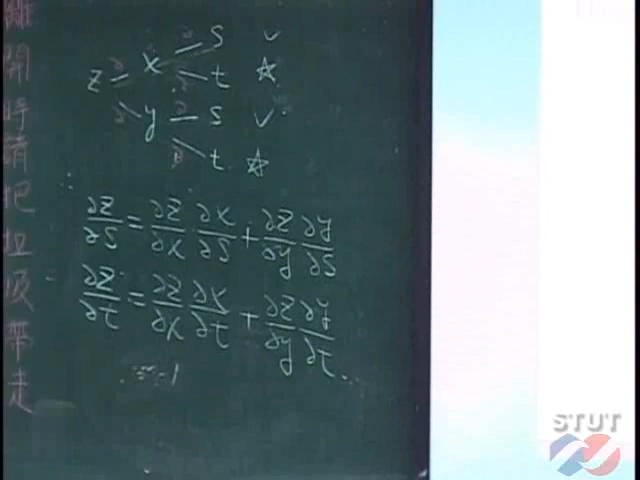 離開時請把垃圾帶走
S ✓
z x
t ☆
y S ✓
t ☆
∴
∂z/∂s = ∂z/∂x ∂x/∂s + ∂z/∂y ∂y/∂s
∂z/∂t = ∂z/∂x ∂x/∂t + ∂z/∂y ∂y/∂t
STUT